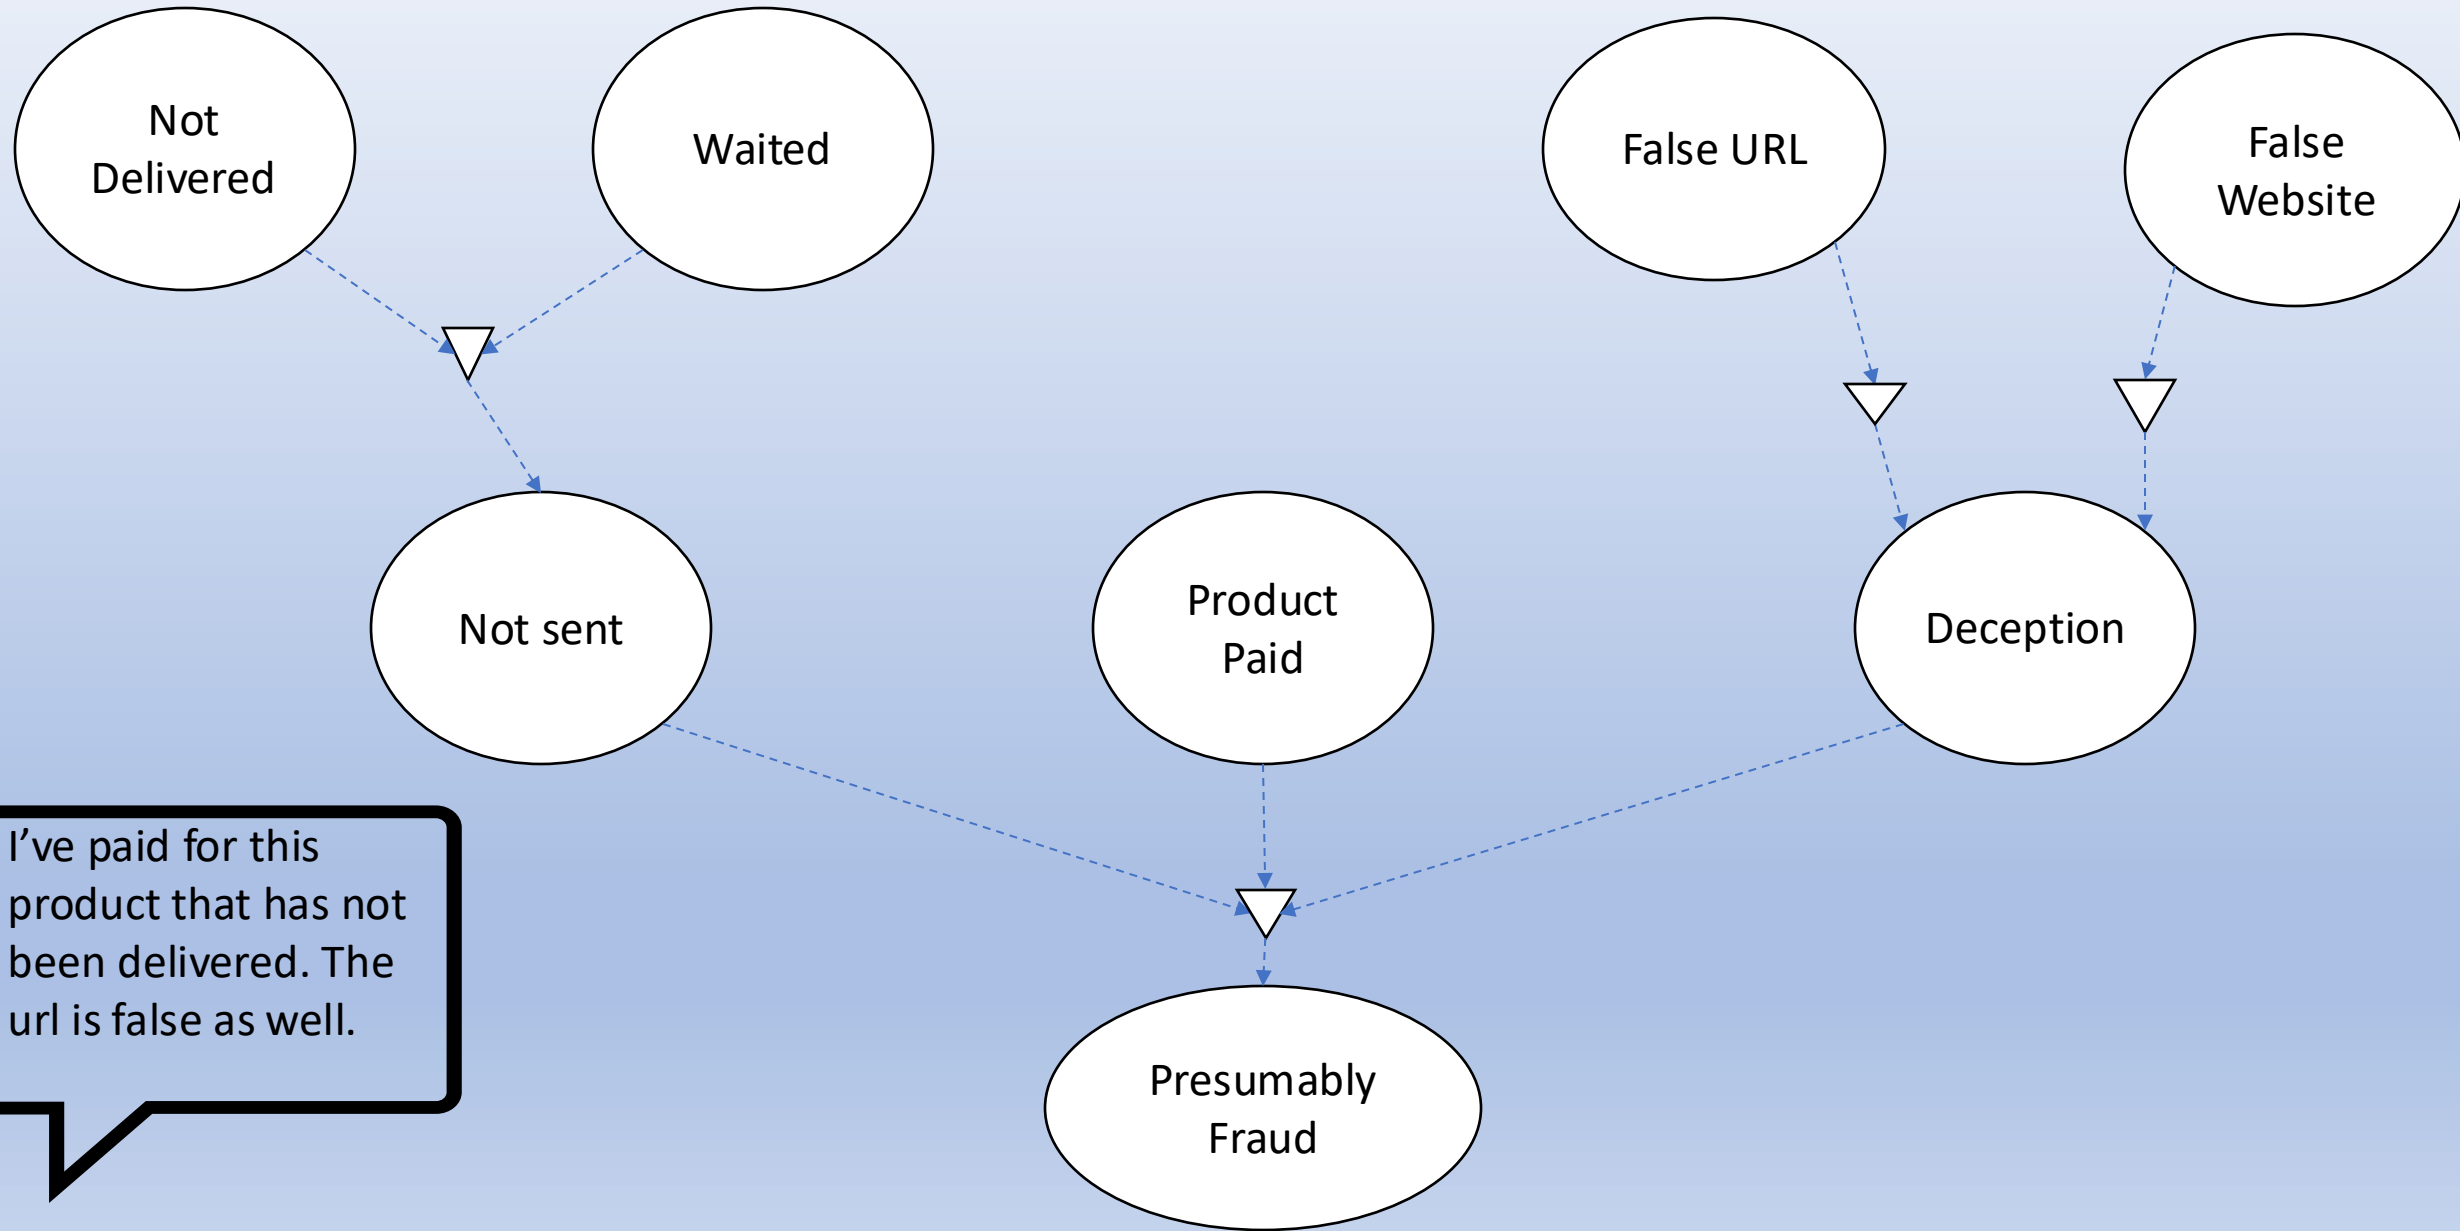 Not
Delivered
Waited
False URL
False
Website
Not sent
Product
Paid
Deception
I’ve paid for this
product that has not
been delivered. The
url is false as well.
Presumably
Fraud